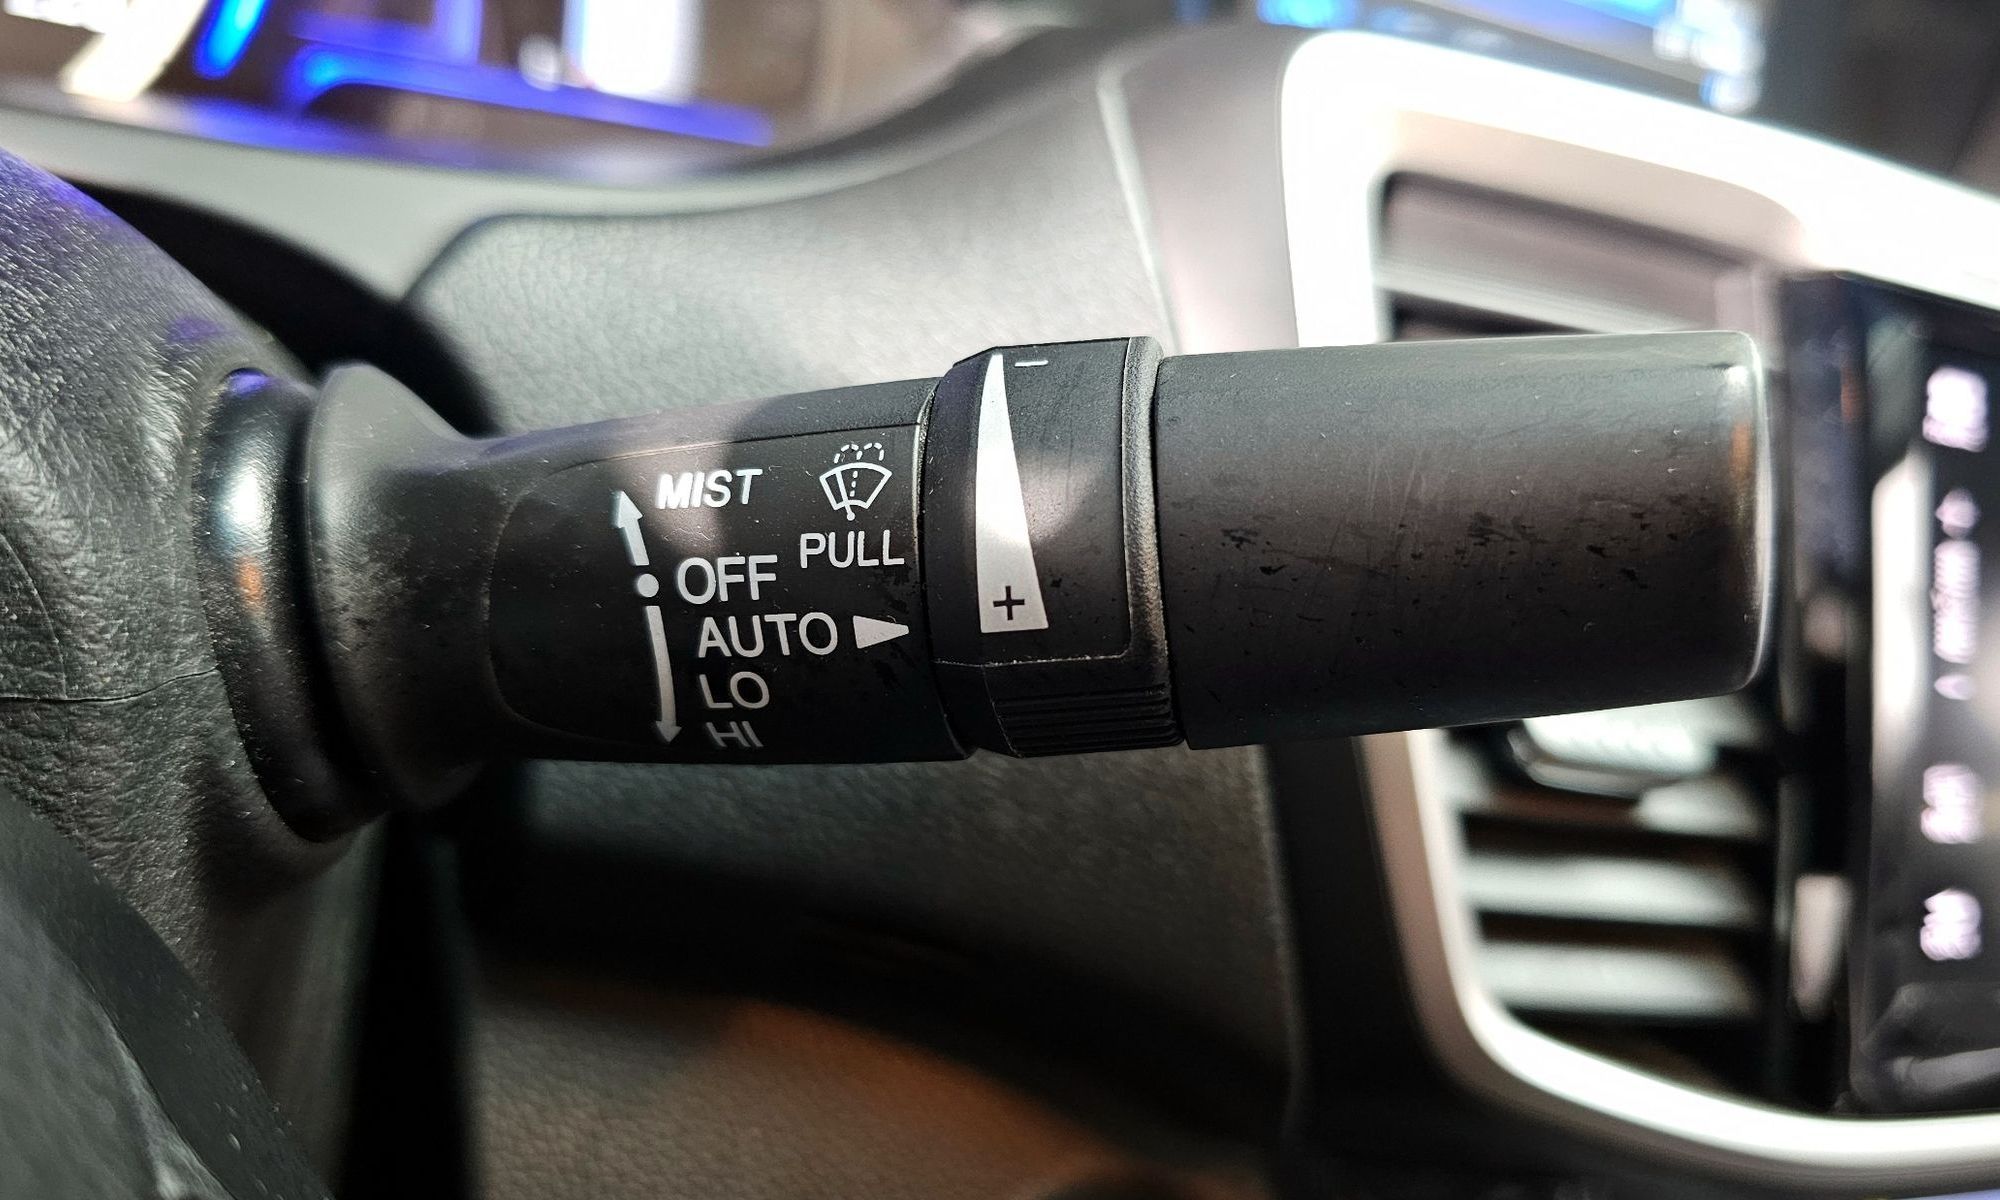 MIST
OFF PULL
AUTO
LO
HI
−
+